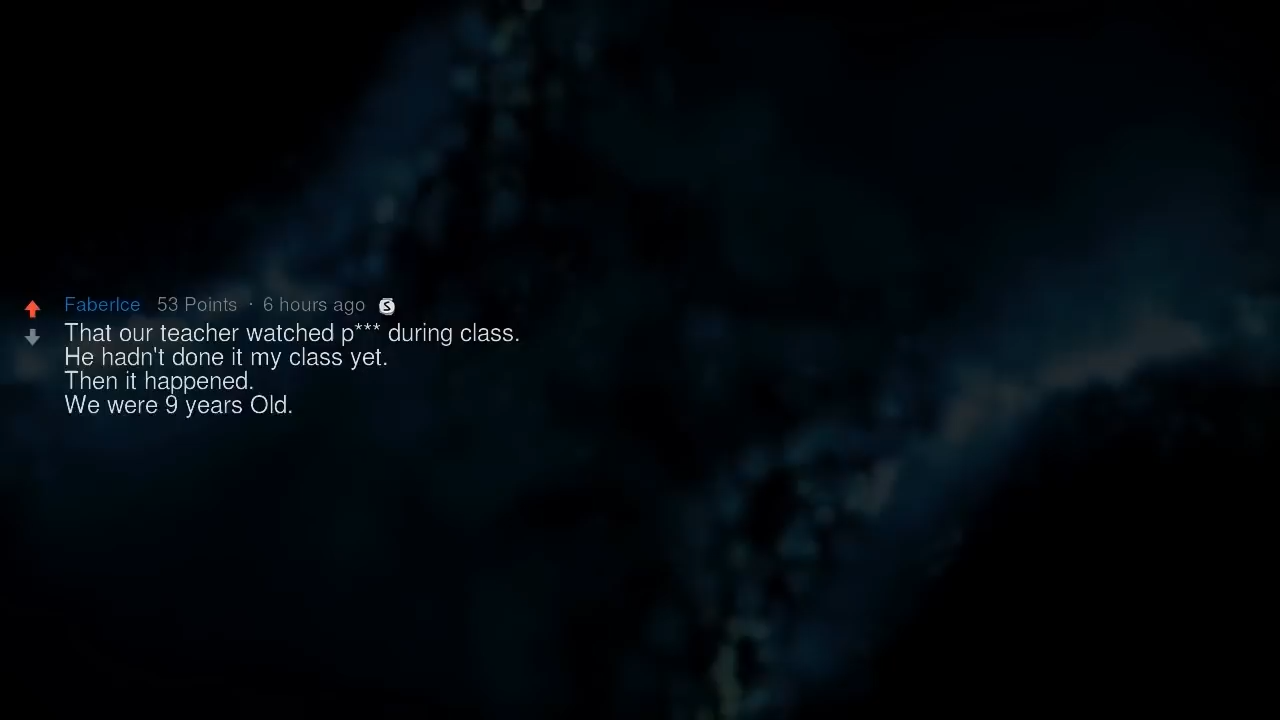 FaberIce 53 Points · 6 hours ago S
That our teacher watched p*** during class.
He hadn't done it my class yet.
Then it happened.
We were 9 years Old.